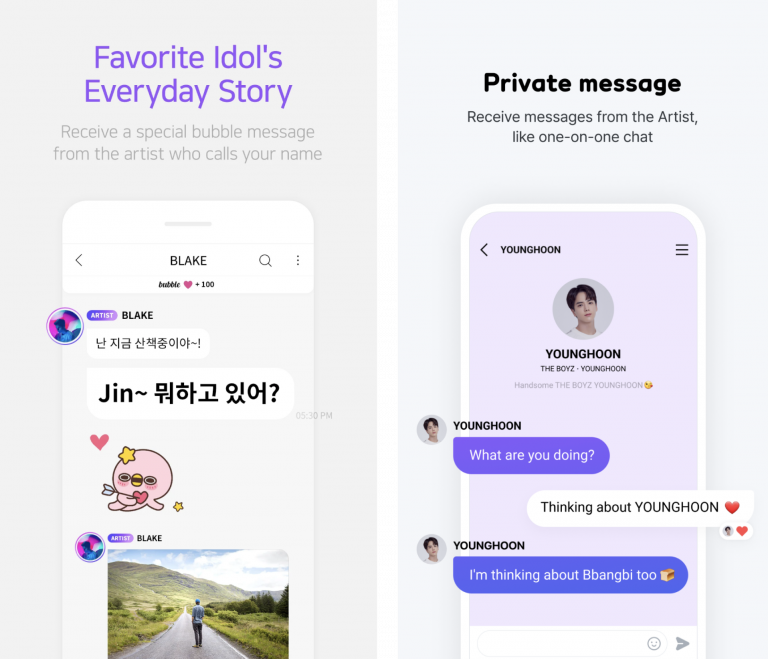 Favorite Idol's
Everyday Story
Receive a special bubble message
from the artist who calls your name
BLAKE
bubble 💜 + 100
ARTIST BLAKE
난 지금 산책중이야~!
Jin~ 뭐하고 있어?
05:30 PM
ARTIST BLAKE
Private message
Receive messages from the Artist,
like one-on-one chat
YOUNGHOON
YOUNGHOON
THE BOYZ · YOUNGHOON
Handsome THE BOYZ YOUNGHOON😘
YOUNGHOON
What are you doing?
Thinking about YOUNGHOON ❤️
YOUNGHOON
I'm thinking about Bbangbi too 🍞